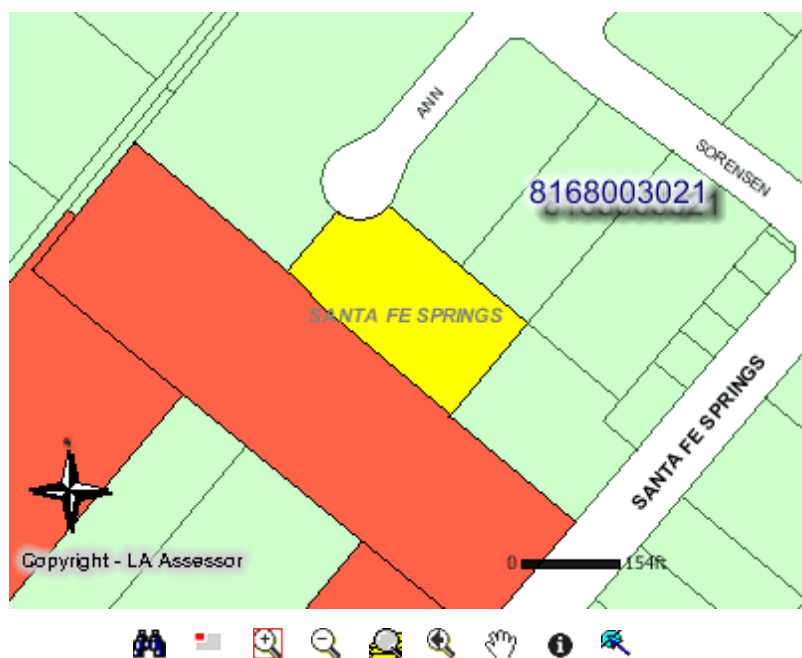 ANN
SORENSEN
8168003021
SANTA FE SPRINGS
SANTA FE SPRINGS
Copyright - LA Assessor
0 154ft